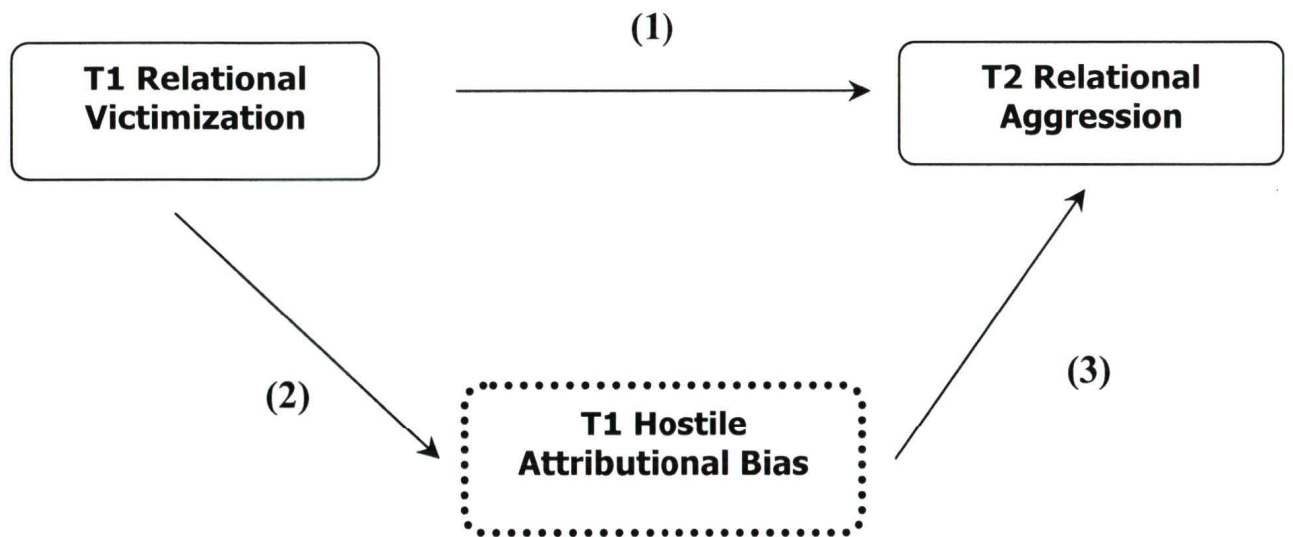 (1)
T1 Relational
Victimization
T2 Relational
Aggression
(2)
(3)
T1 Hostile
Attributional Bias